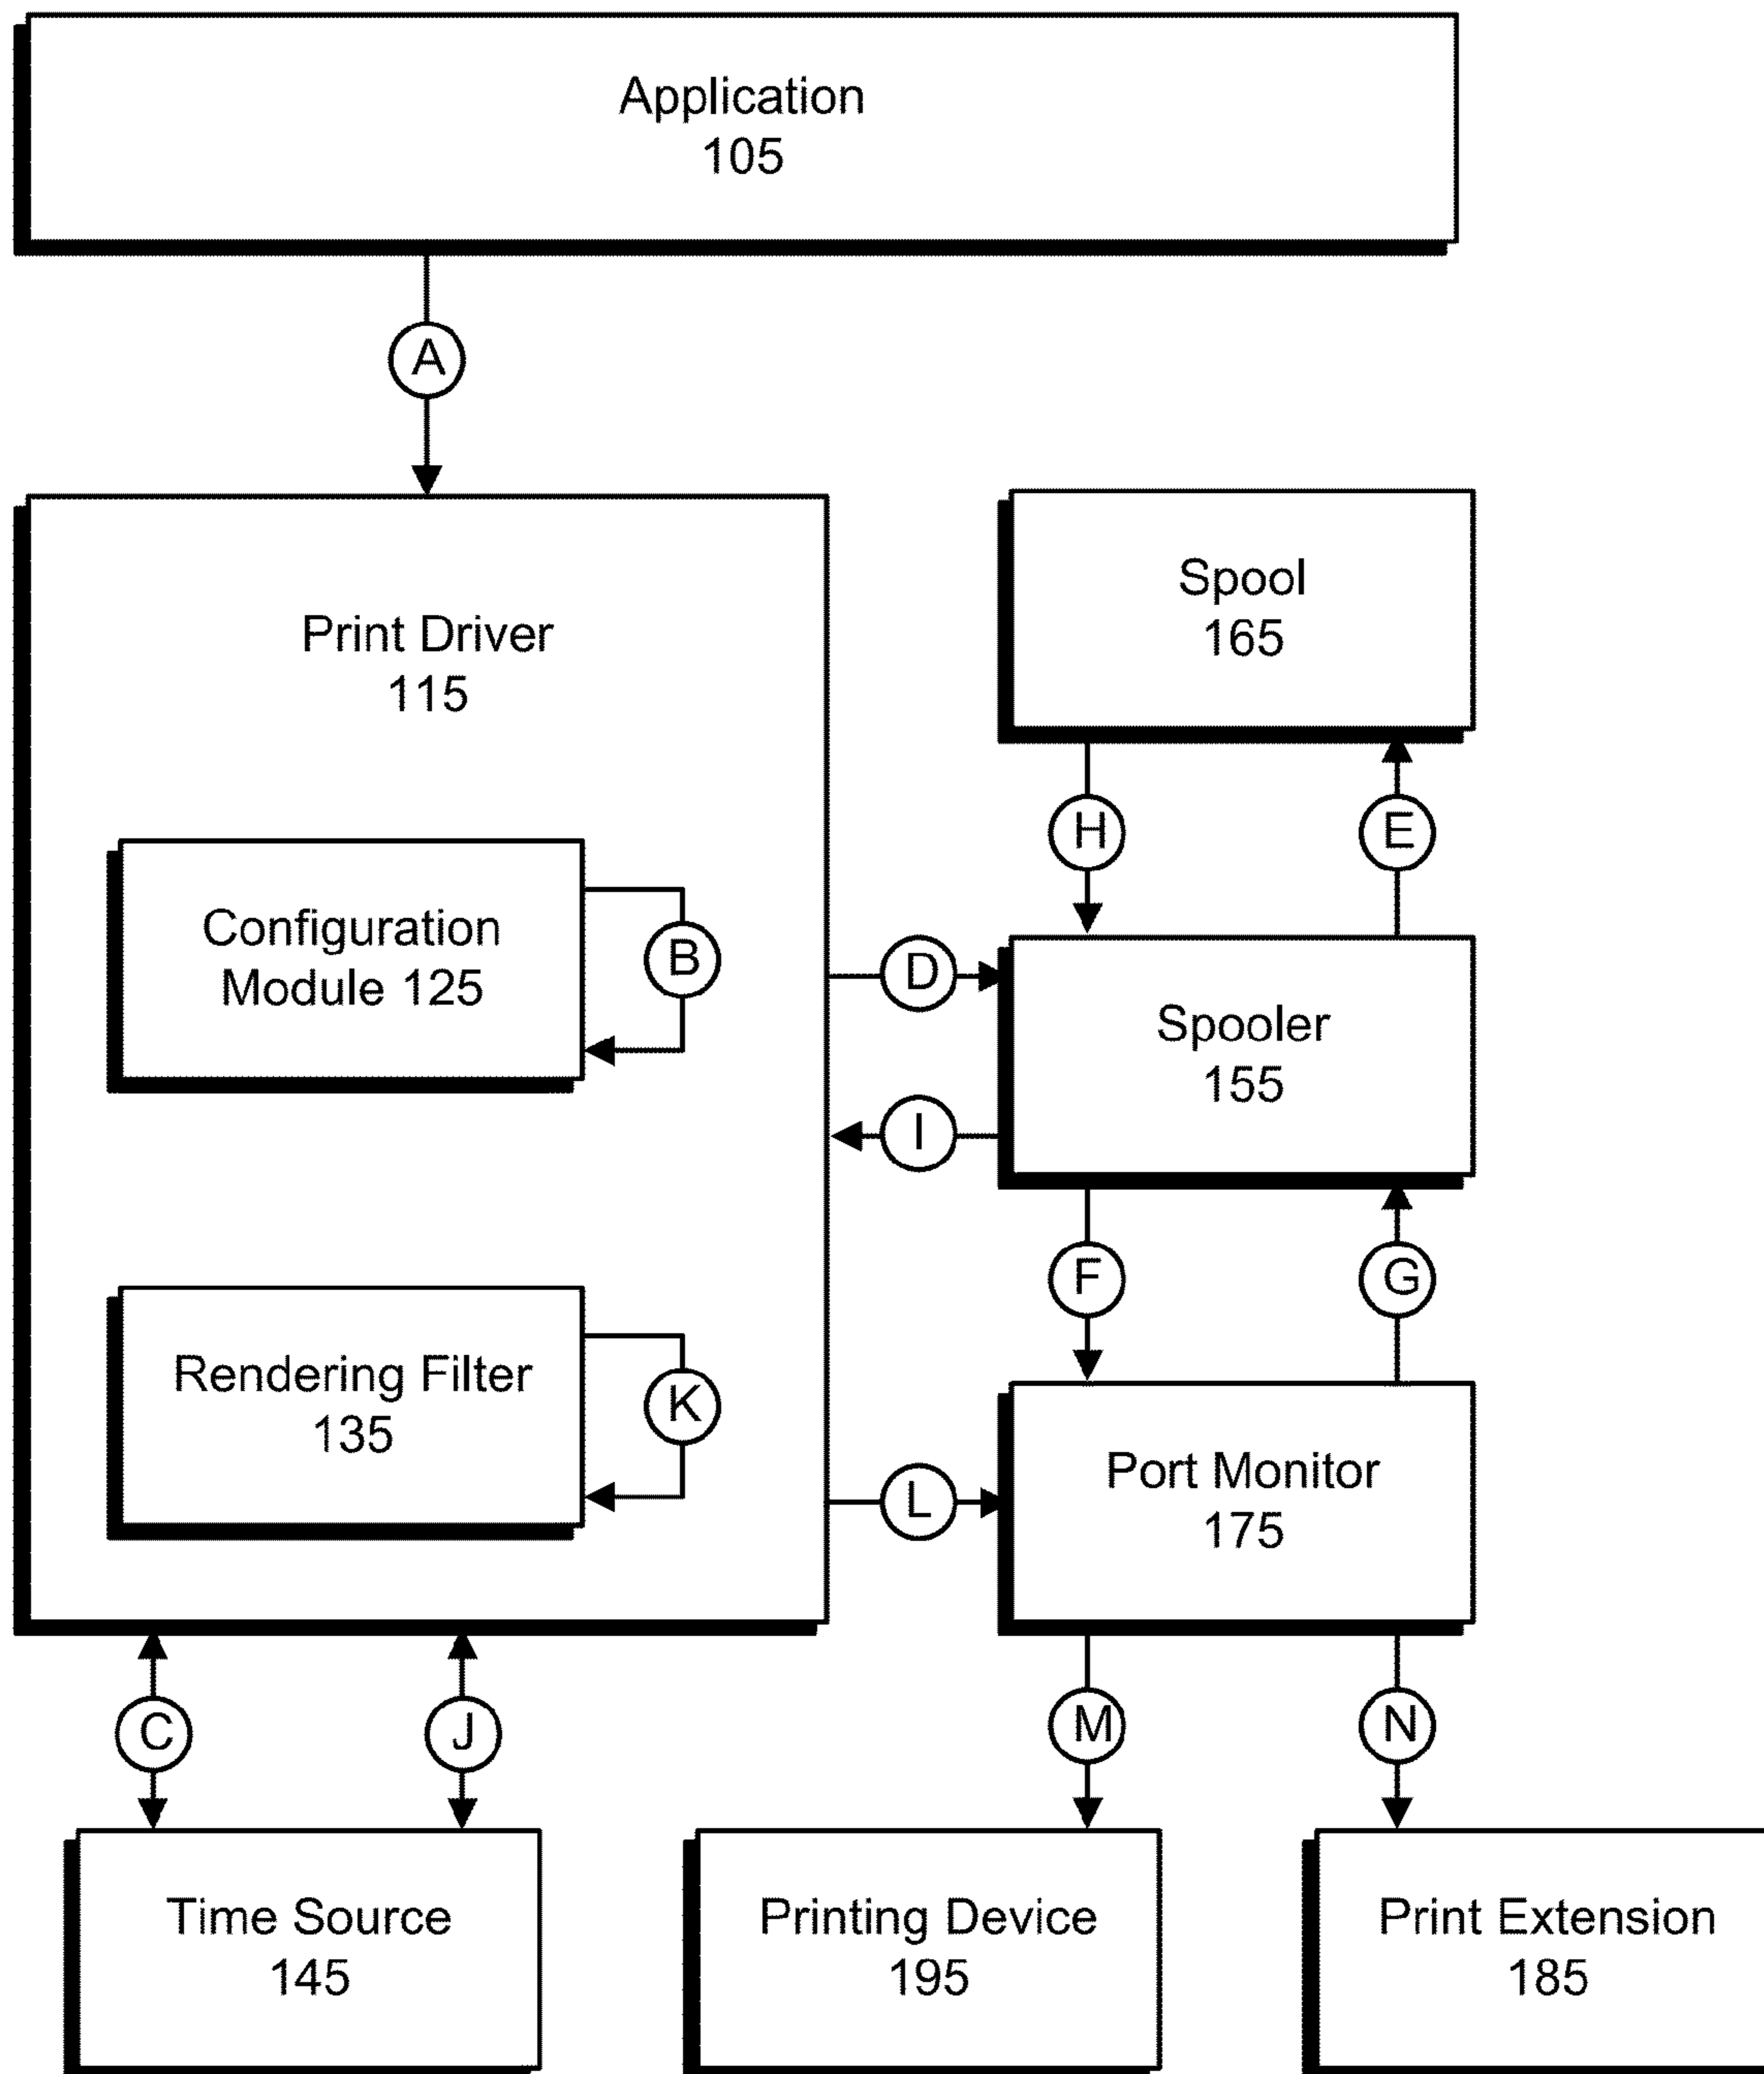 Application
105
A
Print Driver
115
Spool
165
H
E
Configuration
Module 125
B
D
Spooler
155
I
F
G
Rendering Filter
135
K
L
Port Monitor
175
C
J
M
N
Time Source
145
Printing Device
195
Print Extension
185